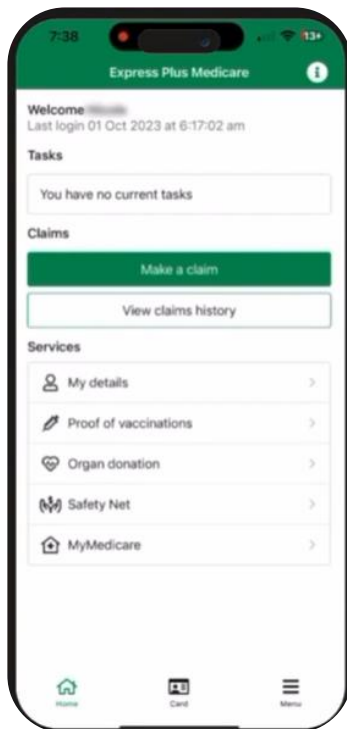 7:38
13+
Express Plus Medicare
Welcome
Last login 01 Oct 2023 at 6:17:02 am
Tasks
You have no current tasks
Claims
Make a claim
View claims history
Services
My details
Proof of vaccinations
Organ donation
Safety Net
MyMedicare
Home
Card
Menu